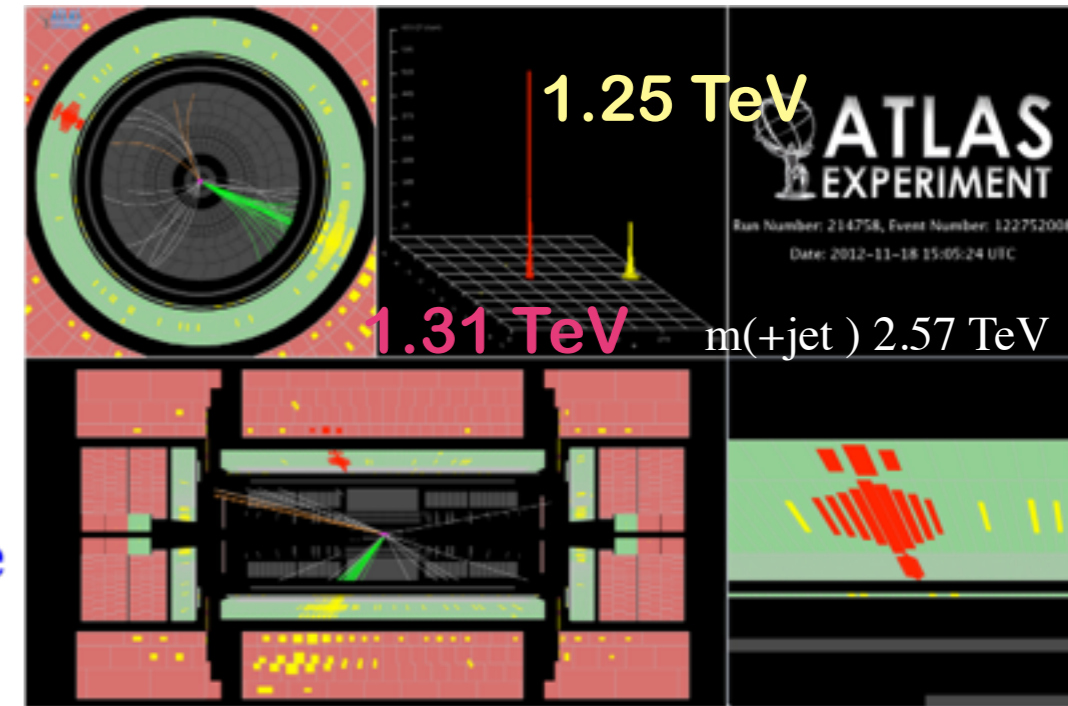 1.25 TeV
ATLAS
EXPERIMENT
Run Number: 214758, Event Number:
Date: 2012-11-18 15:05:24 UTC
1.31 TeV
m(+jet ) 2.57 TeV
e